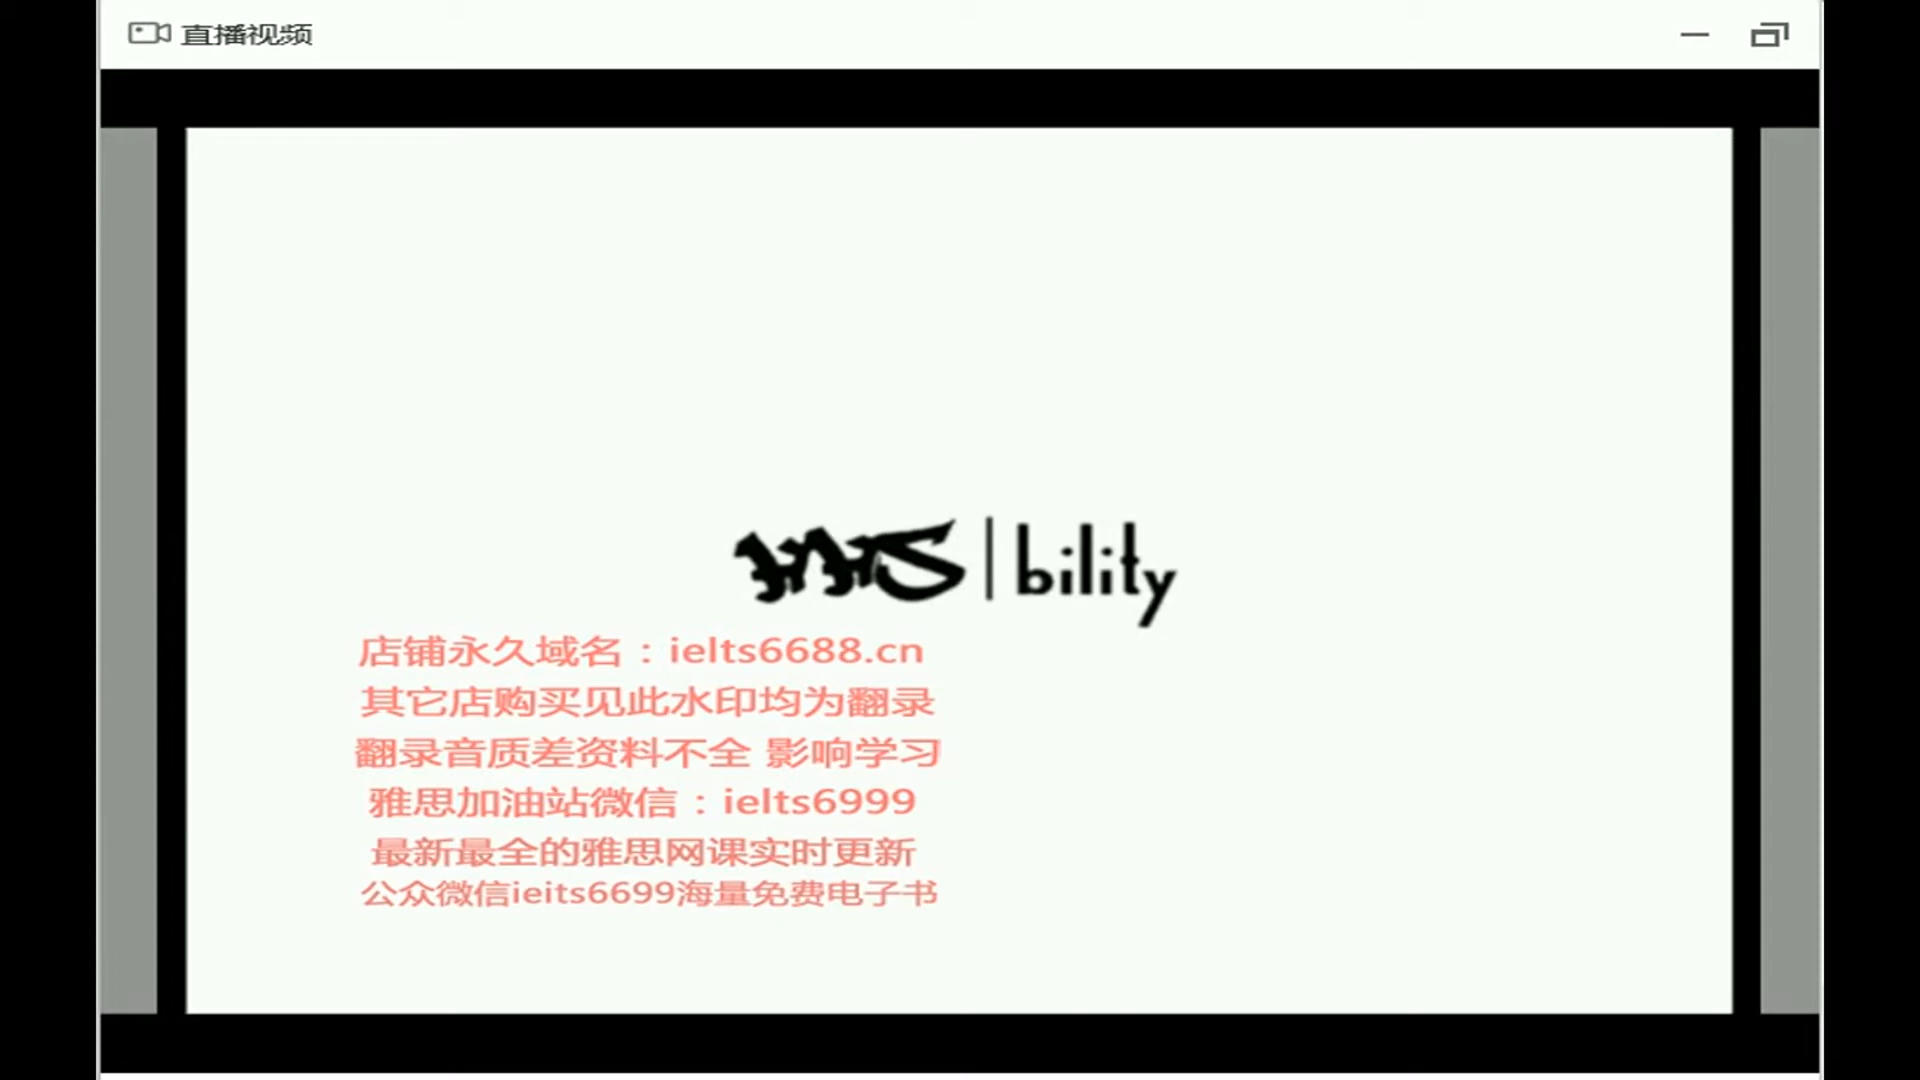 直播视频
bility
店铺永久域名：ielts6688.cn
其它店购买见此水印均为翻录
翻录音质差资料不全 影响学习
雅思加油站微信：ielts6999
最新最全的雅思网课实时更新
公众微信ieits6699海量免费电子书